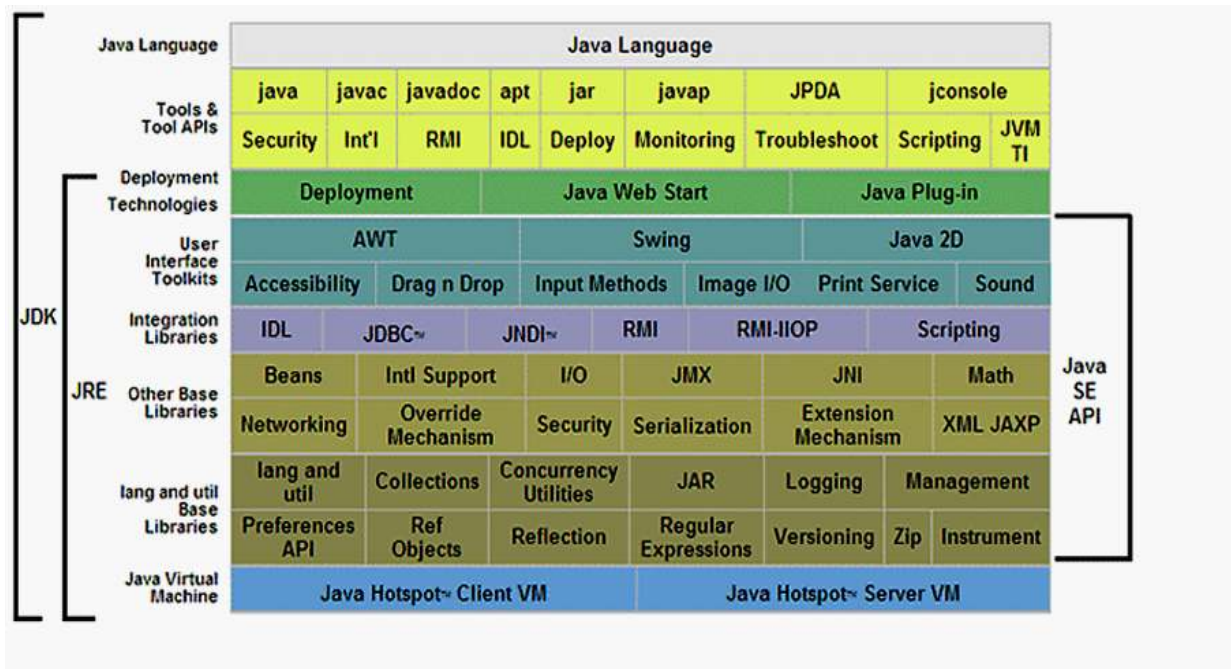 Java Language
Java Language
Tools &
Tool APIs
java javac javadoc apt jar javap JPDA jconsole
Security Int'l RMI IDL Deploy Monitoring Troubleshoot Scripting JVM
TI
Deployment
Technologies
Deployment Java Web Start Java Plug-in
User
Interface
Toolkits
AWT Swing Java 2D
Accessibility Drag n Drop Input Methods Image I/O Print Service Sound
JDK
Integration
Libraries
IDL JDBC™ JNDI™ RMI RMI-IIOP Scripting
JRE
Other Base
Libraries
Beans Intl Support I/O JMX JNI Math
Networking Override
Mechanism Security Serialization Extension
Mechanism XML JAXP
Java
SE
API
lang and util
Base
Libraries
lang and
util Collections Concurrency
Utilities JAR Logging Management
Preferences
API Ref
Objects Reflection Regular
Expressions Versioning Zip Instrument
Java Virtual
Machine
Java Hotspot™ Client VM Java Hotspot™ Server VM